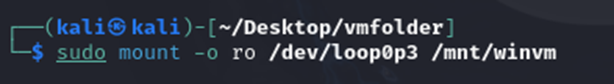 ┌──(kali㉿kali)-[~/Desktop/vmfolder]
└─$ sudo mount -o ro /dev/loop0p3 /mnt/winvm